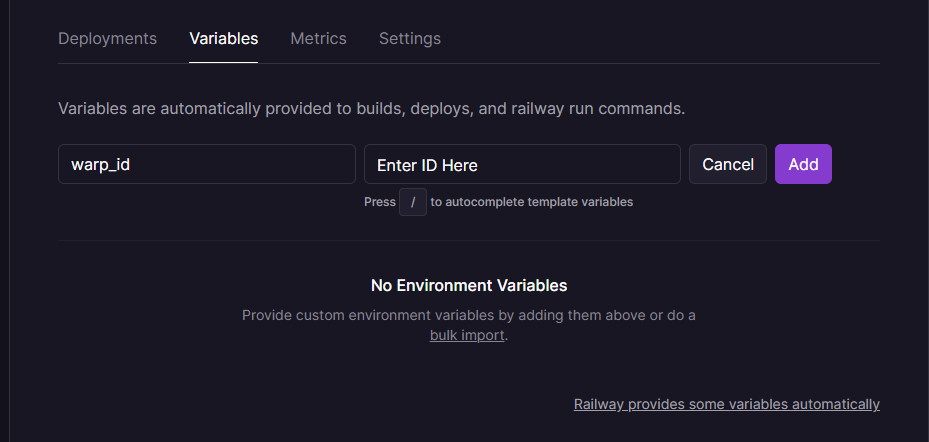 Deployments Variables Metrics Settings
Variables are automatically provided to builds, deploys, and railway run commands.
warp_id Enter ID Here Cancel Add
Press / to autocomplete template variables
No Environment Variables
Provide custom environment variables by adding them above or do a
bulk import.
Railway provides some variables automatically